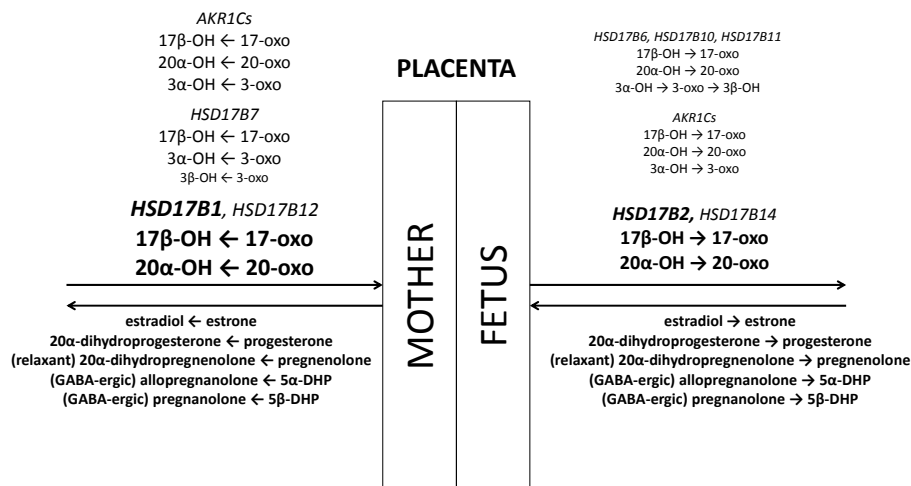 AKR1Cs
17β-OH ← 17-oxo
20α-OH ← 20-oxo
3α-OH ← 3-oxo
HSD17B7
17β-OH ← 17-oxo
3α-OH ← 3-oxo
3β-OH ← 3-oxo
HSD17B1, HSD17B12
17β-OH ← 17-oxo
20α-OH ← 20-oxo
estradiol ← estrone
20α-dihydroprogesterone ← progesterone
(relaxant) 20α-dihydropregnenolone ← pregnenolone
(GABA-ergic) allopregnanolone ← 5α-DHP
(GABA-ergic) pregnanolone ← 5β-DHP
PLACENTA
MOTHER
FETUS
HSD17B6, HSD17B10, HSD17B11
17β-OH → 17-oxo
20α-OH → 20-oxo
3α-OH → 3-oxo → 3β-OH
AKR1Cs
17β-OH → 17-oxo
20α-OH → 20-oxo
3α-OH → 3-oxo
HSD17B2, HSD17B14
17β-OH → 17-oxo
20α-OH → 20-oxo
estradiol → estrone
20α-dihydroprogesterone → progesterone
(relaxant) 20α-dihydropregnenolone → pregnenolone
(GABA-ergic) allopregnanolone → 5α-DHP
(GABA-ergic) pregnanolone → 5β-DHP